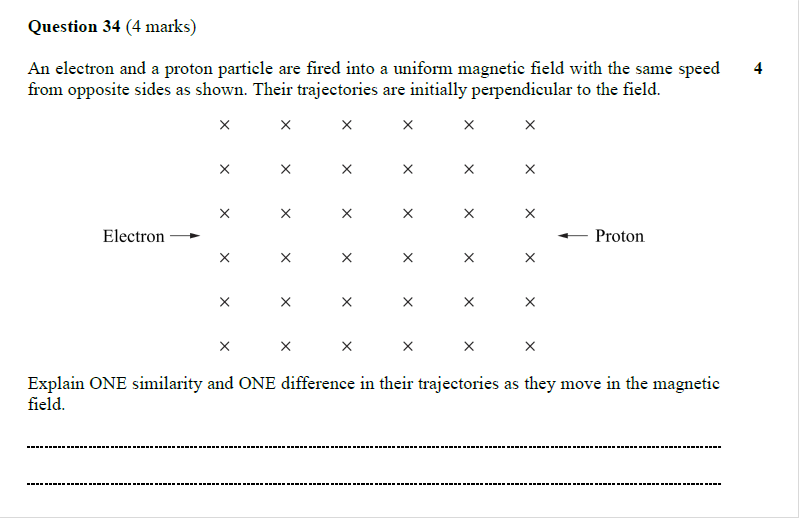 Question 34 (4 marks)
An electron and a proton particle are fired into a uniform magnetic field with the same speed 4
from opposite sides as shown. Their trajectories are initially perpendicular to the field.
× × × × × ×
× × × × × ×
× × × × × ×
Electron Proton
× × × × × ×
× × × × × ×
× × × × × ×
Explain ONE similarity and ONE difference in their trajectories as they move in the magnetic
field.